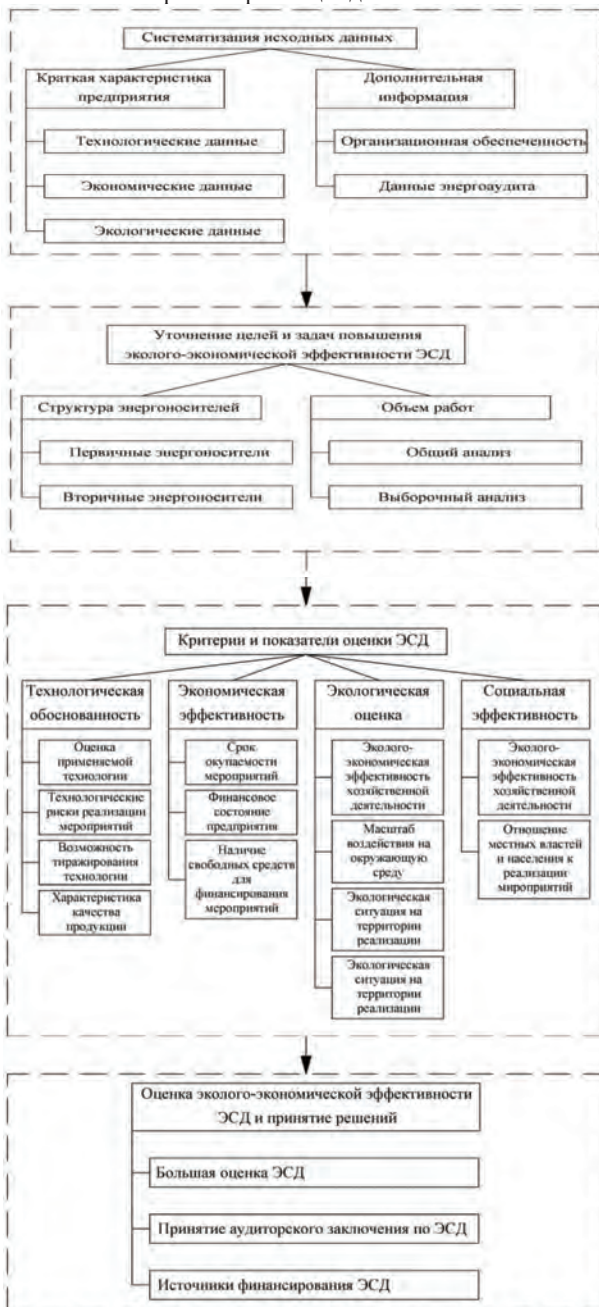 Систематизация исходных данных
Краткая характеристика
предприятия
Технологические данные
Экономические данные
Экологические данные
Дополнительная
информация
Организационная обеспеченность
Данные энергоаудита
Уточнение целей и задач повышения
эколого-экономической эффективности ЭСД
Структура энергоносителей
Первичные энергоносители
Вторичные энергоносители
Объем работ
Общий анализ
Выборочный анализ
Критерии и показатели оценки ЭСД
Технологическая
обоснованность
Оценка
применяемой
технологии
Технологические
риски реализации
мероприятий
Возможность
тиражирования
технологии
Характеристика
качества
продукции
Экономическая
эффективность
Срок
окупаемости
мероприятий
Финансовое
состояние
предприятия
Наличие
свободных средств
для
финансирования
мероприятий
Экологическая
оценка
Эколого-
экономическая
эффективность
хозяйственной
деятельности
Масштаб
воздействия на
окружающую
среду
Экологическая
ситуация на
территории
реализации
Экологическая
ситуация на
территории
реализации
Социальная
эффективность
Эколого-
экономическая
эффективность
хозяйственной
деятельности
Отношение
местных властей
и населения к
реализации
мироприятий
Оценка эколого-экономической эффективности
ЭСД и принятие решений
Большая оценка ЭСД
Принятие аудиторского заключения по ЭСД
Источники финансирования ЭСД